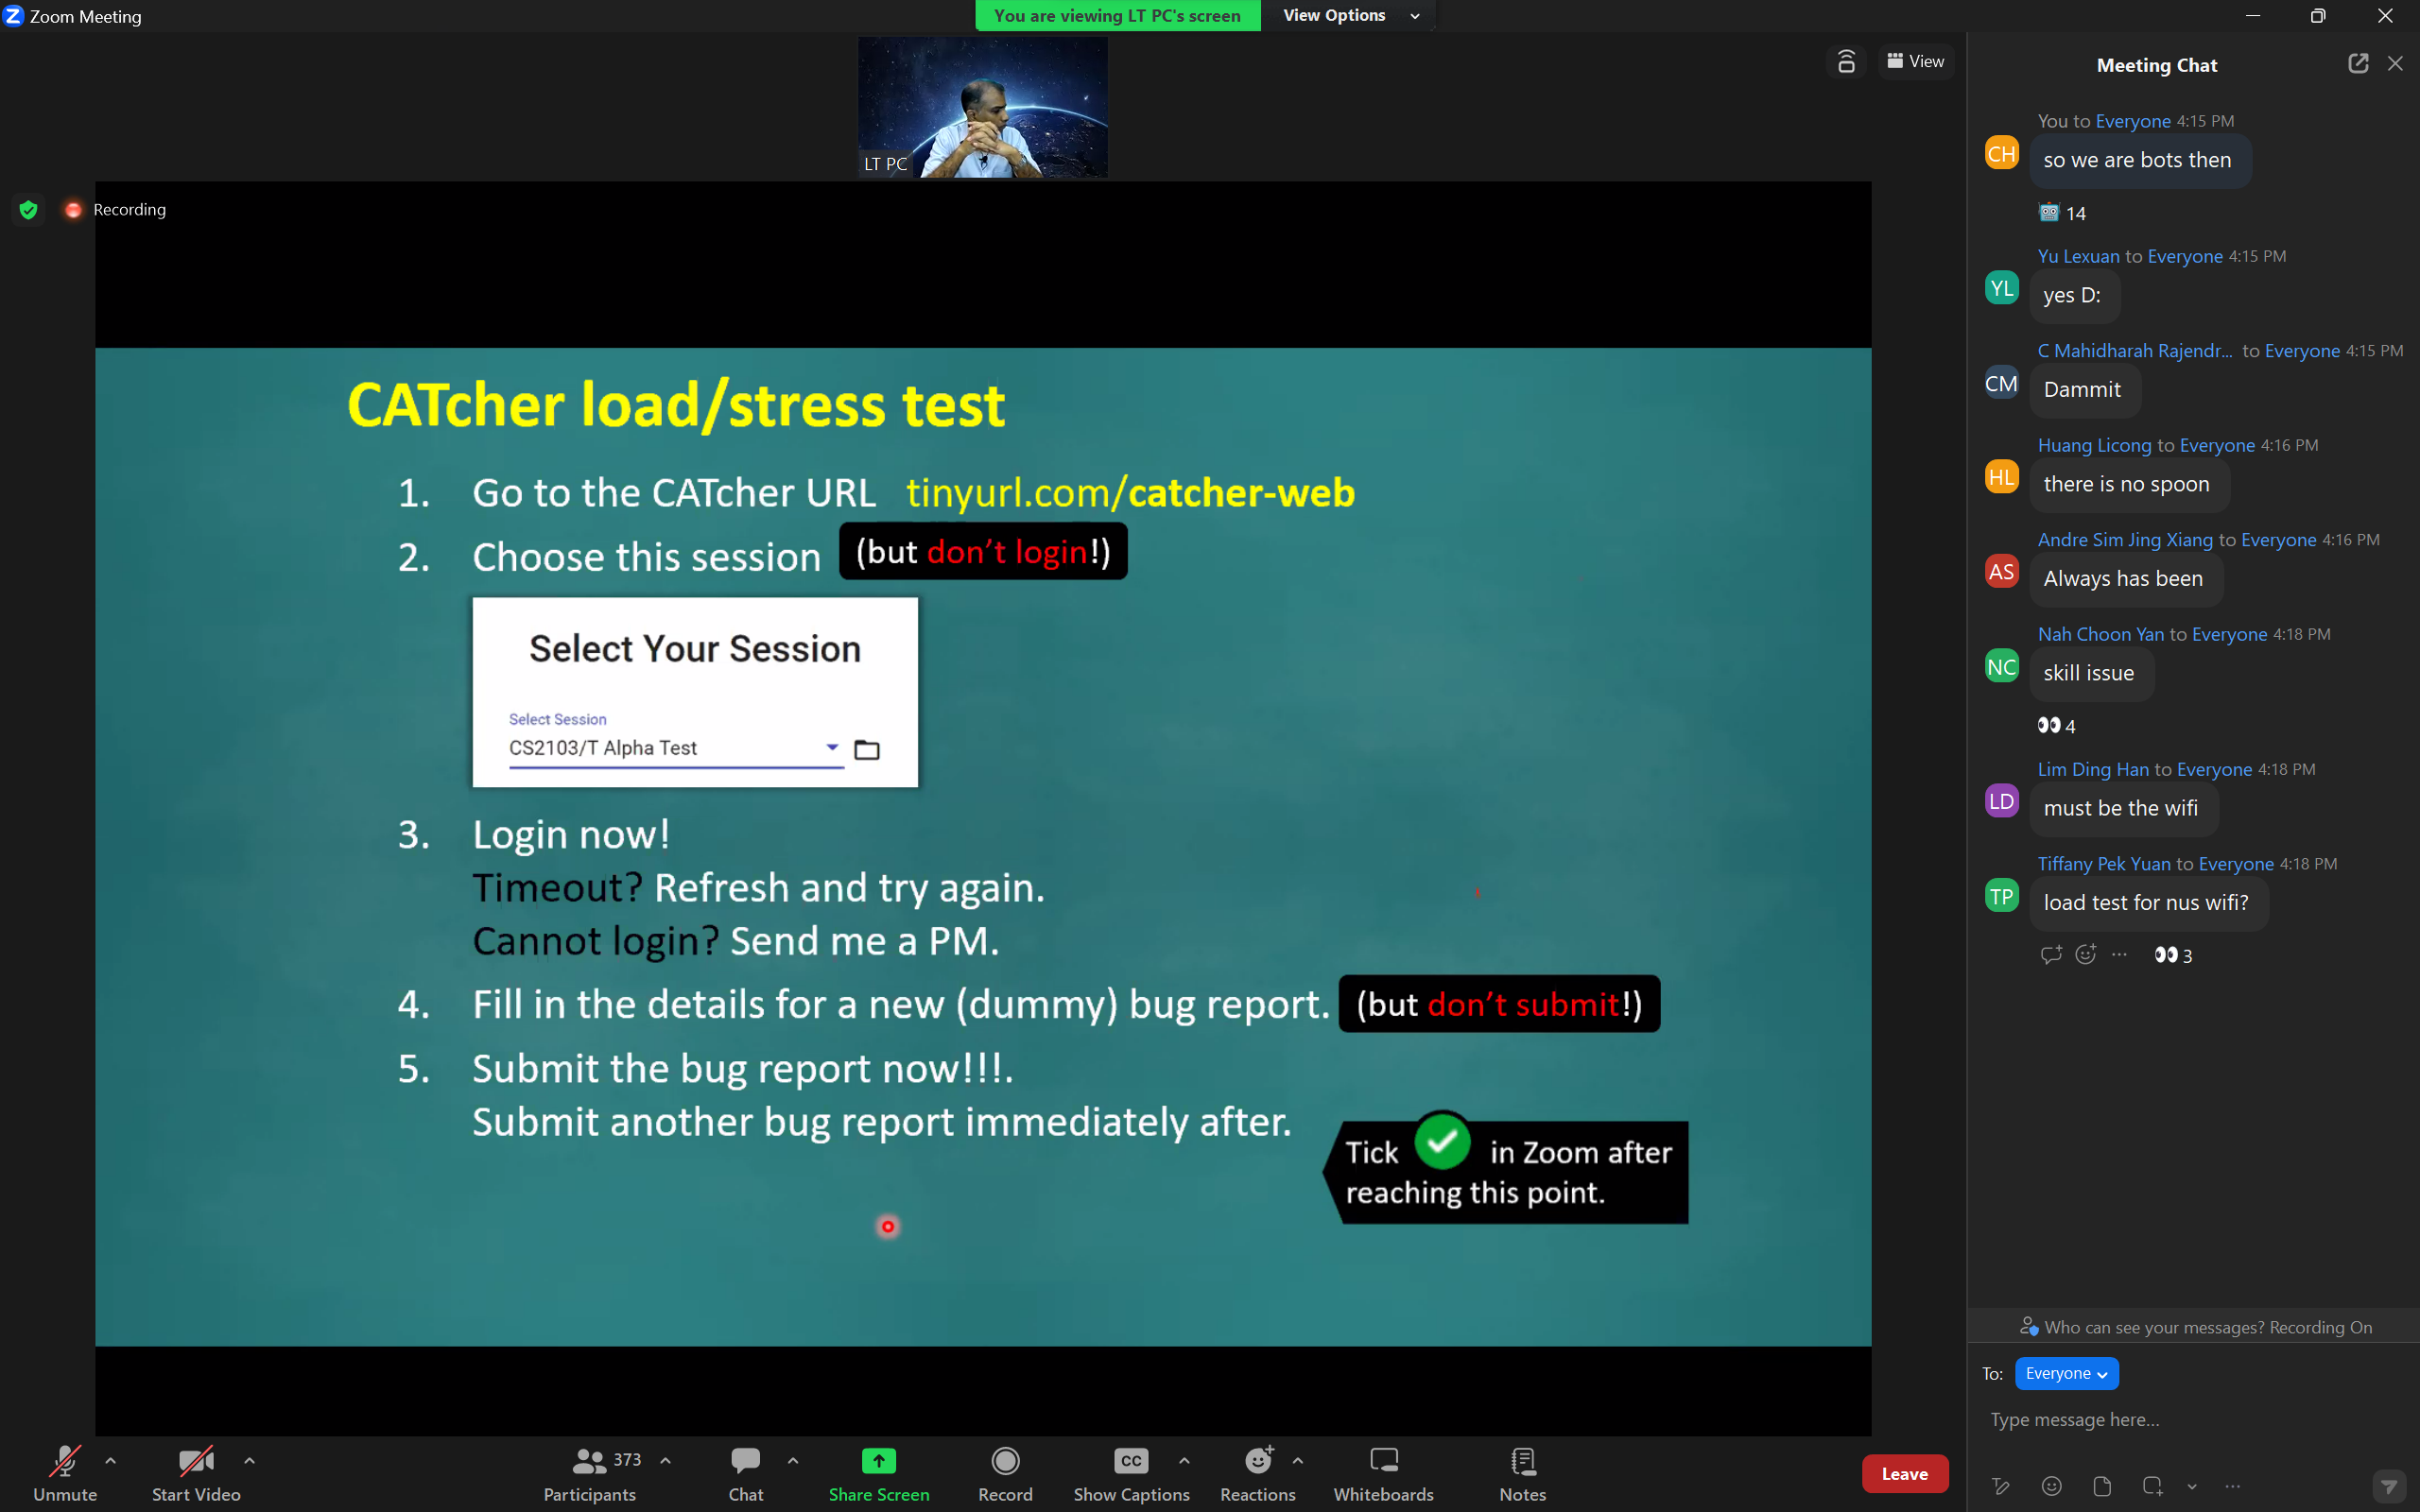 Zoom Meeting
You are viewing LT PC's screen
View Options
LT PC
View
Recording
CATcher load/stress test
1. Go to the CATcher URL tinyurl.com/catcher-web
2. Choose this session (but don't login!)
Select Your Session
Select Session
CS2103/T Alpha Test
3. Login now!
Timeout? Refresh and try again.
Cannot login? Send me a PM.
4. Fill in the details for a new (dummy) bug report. (but don't submit!)
5. Submit the bug report now!!!.
Submit another bug report immediately after.
Tick in Zoom after
reaching this point.
Meeting Chat
You to Everyone 4:15 PM
CH
so we are bots then
14
Yu Lexuan to Everyone 4:15 PM
YL
yes D:
C Mahidharah Rajendr... to Everyone 4:15 PM
CM
Dammit
Huang Licong to Everyone 4:16 PM
HL
there is no spoon
Andre Sim Jing Xiang to Everyone 4:16 PM
AS
Always has been
Nah Choon Yan to Everyone 4:18 PM
NC
skill issue
4
Lim Ding Han to Everyone 4:18 PM
LD
must be the wifi
Tiffany Pek Yuan to Everyone 4:18 PM
TP
load test for nus wifi?
3
Who can see your messages? Recording On
To: Everyone
Type message here...
Unmute
Start Video
373
Participants
Chat
Share Screen
Record
CC
Show Captions
Reactions
Whiteboards
Notes
Leave